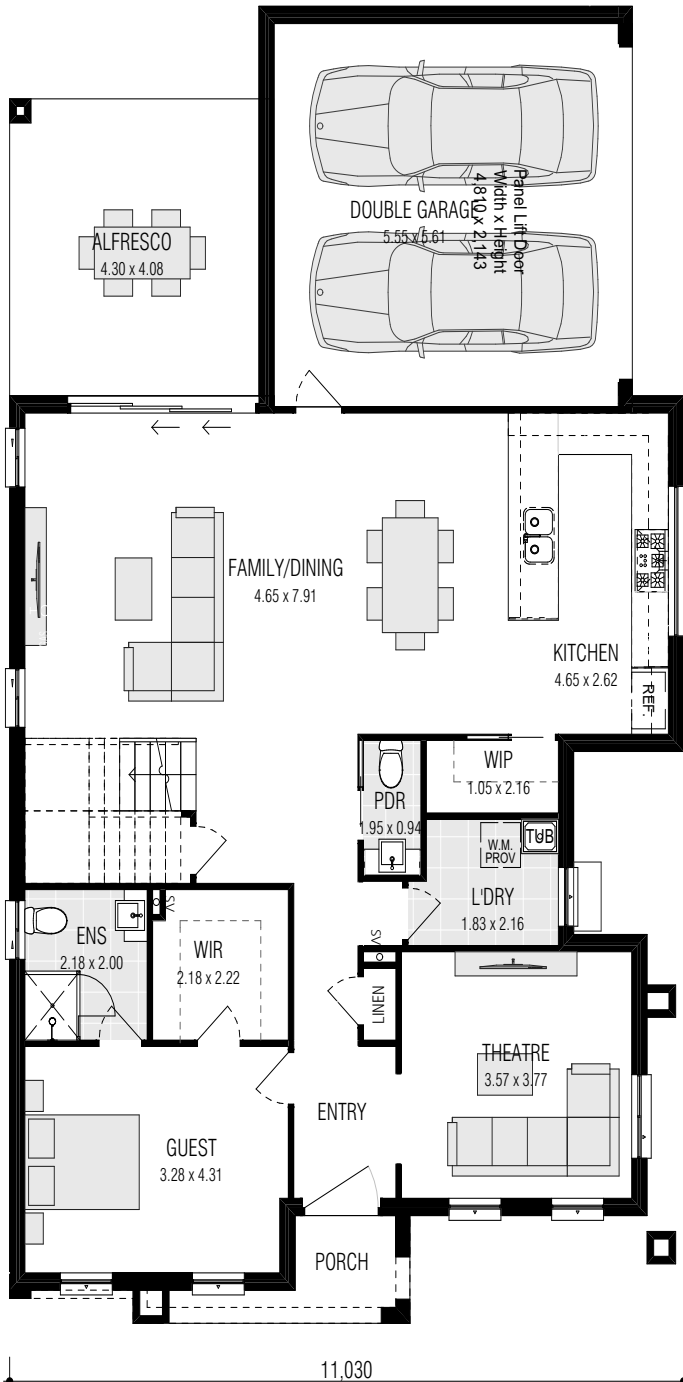 Panel Lift Door
Width x Height
4,810 x 2,143
DOUBLE GARAGE
5.55 x 5.61
ALFRESCO
4.30 x 4.08
FAMILY/DINING
4.65 x 7.91
KITCHEN
4.65 x 2.62
REF.
WIP
1.05 x 2.16
PDR
1.95 x 0.94
W.M.
PROV
TUB
L'DRY
1.83 x 2.16
SV
ENS
2.18 x 2.00
WIR
2.18 x 2.22
SV
LINEN
THEATRE
3.57 x 3.77
ENTRY
GUEST
3.28 x 4.31
PORCH
11,030